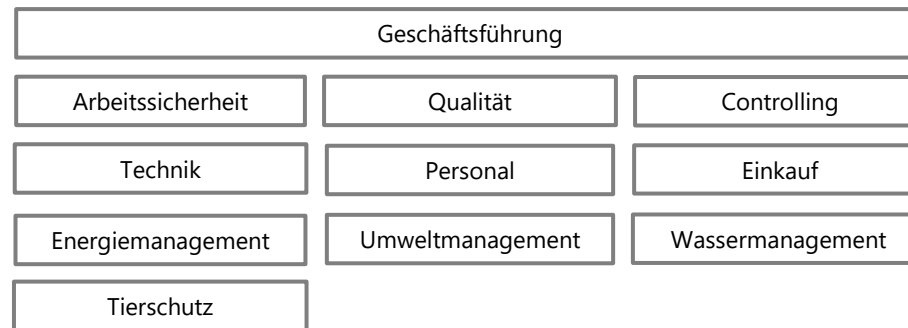 Geschäftsführung
Arbeitssicherheit
Qualität
Controlling
Technik
Personal
Einkauf
Energiemanagement
Umweltmanagement
Wassermanagement
Tierschutz